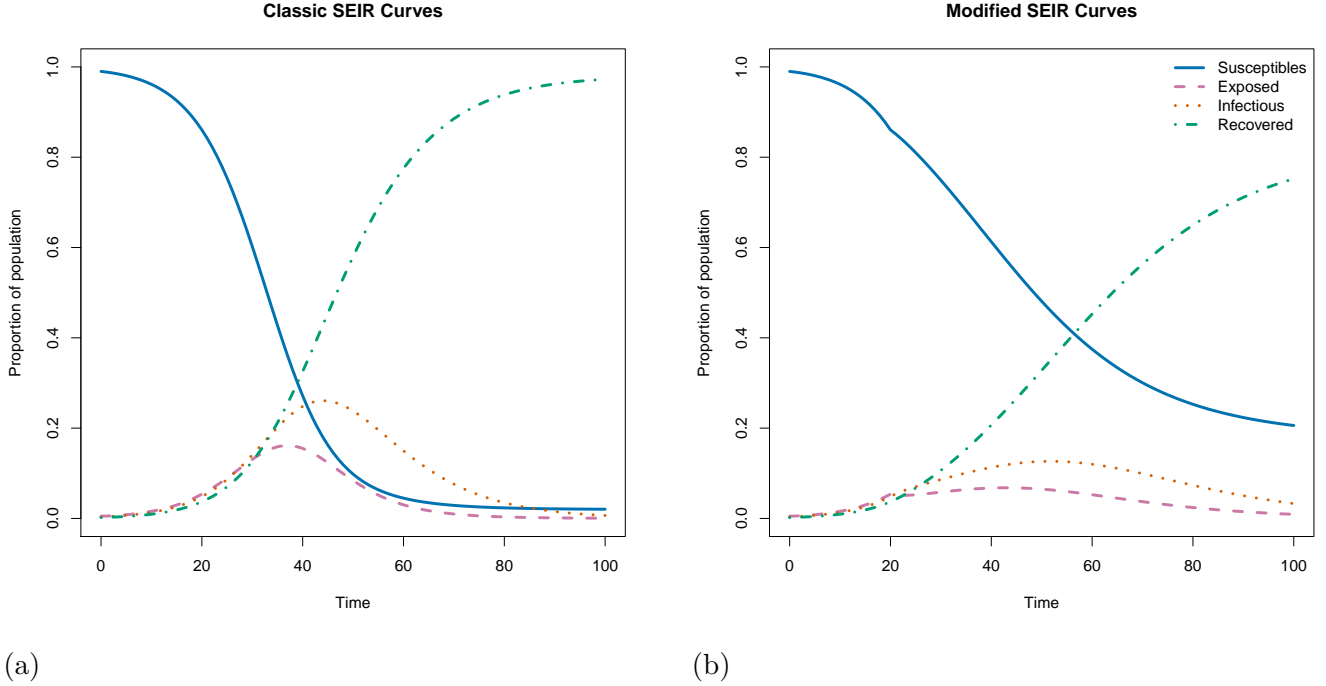 Classic SEIR Curves
Proportion of population
1.0
0.8
0.6
0.4
0.2
0.0
0 20 40 60 80 100
Time
(a)
Modified SEIR Curves
Proportion of population
1.0
0.8
0.6
0.4
0.2
0.0
Susceptibles
Exposed
Infectious
Recovered
0 20 40 60 80 100
Time
(b)